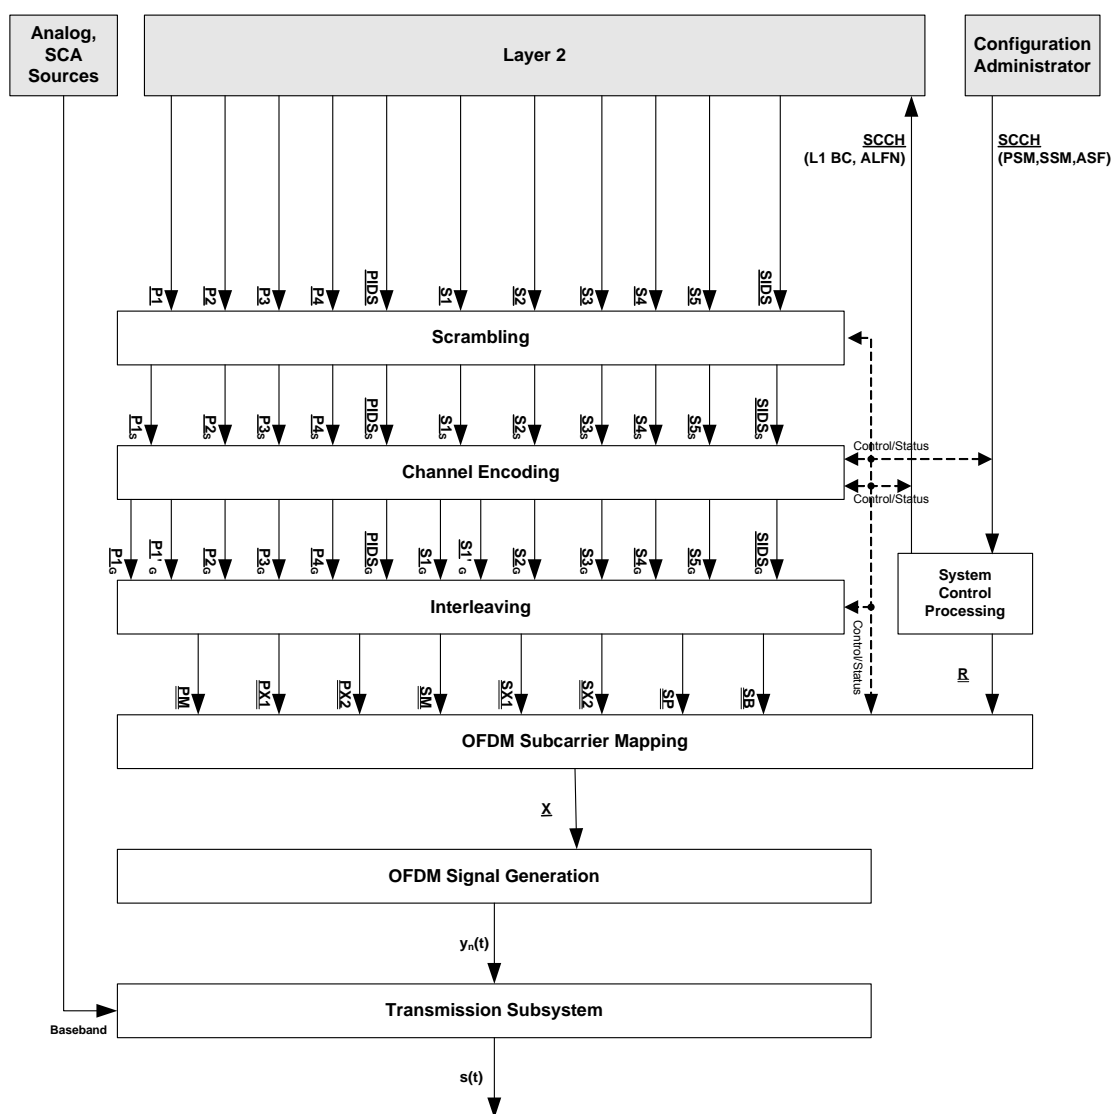 Analog,
SCA
Sources
Layer 2
Configuration
Administrator
SCCH
(L1 BC, ALFN)
SCCH
(PSM,SSM,ASF)
P1
P2
P3
P4
PIDS
S1
S2
S3
S4
S5
SIDS
Scrambling
P1S
P2S
P3S
P4S
PIDSS
S1S
S2S
S3S
S4S
S5S
SIDSS
Control/Status
Channel Encoding
Control/Status
P1G
P1'G
P2G
P3G
P4G
PIDSG
S1G
S1'G
S2G
S3G
S4G
S5G
SIDSG
System
Control
Processing
Interleaving
Control/Status
PM
PX1
PX2
SM
SX1
SX2
SP
SB
R
OFDM Subcarrier Mapping
X
OFDM Signal Generation
yn(t)
Transmission Subsystem
Baseband
s(t)